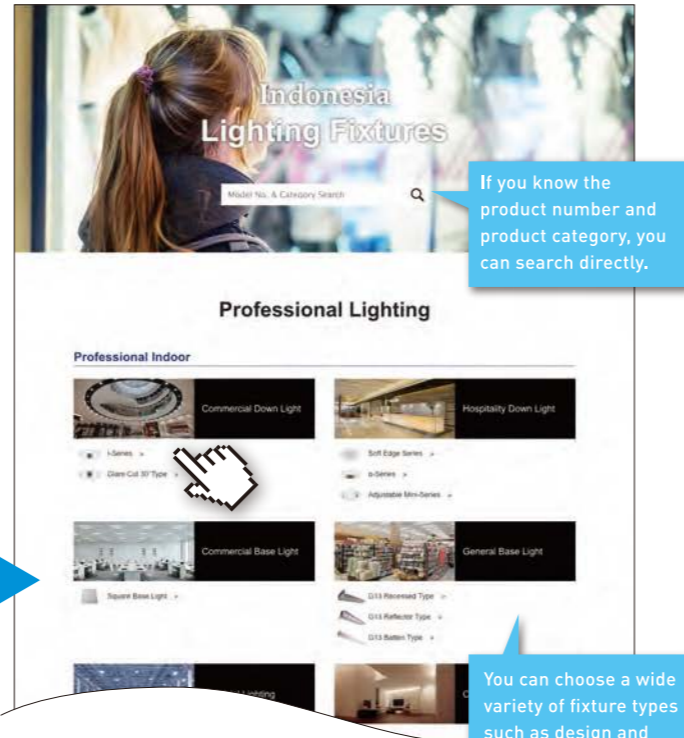 Indonesia
Lighting Fixtures
Model No. & Category Search
If you know the
product number and
product category, you
can search directly.
Professional Lighting
Professional Indoor
Commercial Down Light
Hospitality Down Light
i-Series »
Glare Cut 30°Type »
Soft Edge Series »
α-Series »
Adjustable Mini-Series »
Commercial Base Light
General Base Light
Square Base Light »
G13 Recessed Type »
G13 Reflector Type »
G13 Batten Type »
Lighting
You can choose a wide
variety of fixture types
such as design and